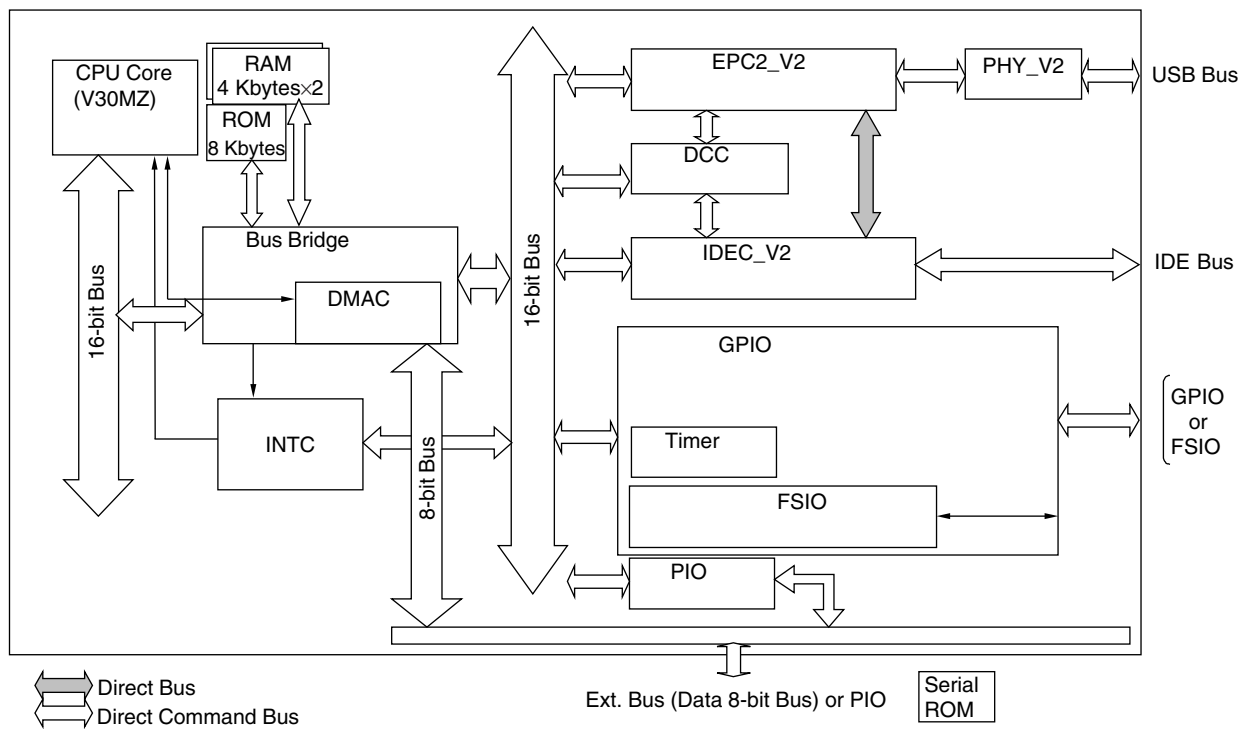 CPU Core
(V30MZ)
RAM
4 Kbytes×2
ROM
8 Kbytes
EPC2_V2
PHY_V2
USB Bus
DCC
Bus Bridge
DMAC
16-bit Bus
16-bit Bus
IDEC_V2
IDE Bus
GPIO
GPIO
or
FSIO
INTC
8-bit Bus
Timer
FSIO
PIO
Direct Bus
Direct Command Bus
Ext. Bus (Data 8-bit Bus) or PIO
Serial
ROM